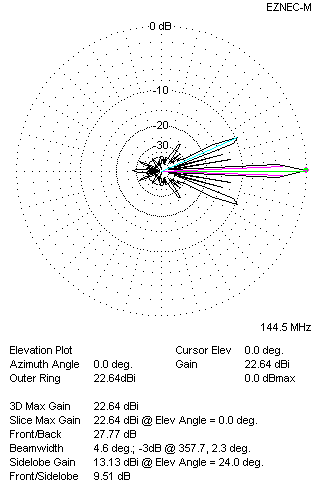 EZNEC-M
0 dB
-10
-20
-30
144.5 MHz
Elevation Plot
Cursor Elev 0.0 deg.
Azimuth Angle 0.0 deg.
Gain 22.64 dBi
Outer Ring 22.64dBi
0.0 dBmax
3D Max Gain 22.64 dBi
Slice Max Gain 22.64 dBi @ Elev Angle = 0.0 deg.
Front/Back 27.77 dB
Beamwidth 4.6 deg.; -3dB @ 357.7, 2.3 deg.
Sidelobe Gain 13.13 dBi @ Elev Angle = 24.0 deg.
Front/Sidelobe 9.51 dB